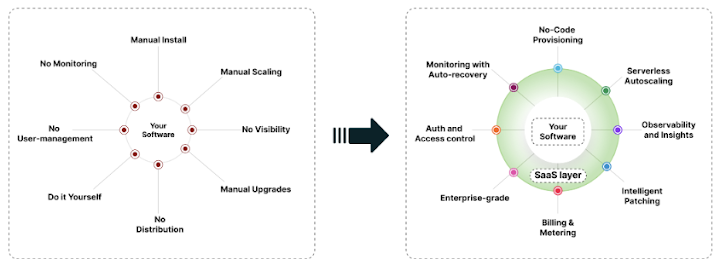 Manual Install
No Monitoring
Manual Scaling
Your
Software
No
User-management
No Visibility
Do it Yourself
Manual Upgrades
No
Distribution
No-Code
Provisioning
Monitoring with
Auto-recovery
Serverless
Autoscaling
Auth and
Access control
Your
Software
Observability
and Insights
SaaS layer
Enterprise-grade
Intelligent
Patching
Billing &
Metering